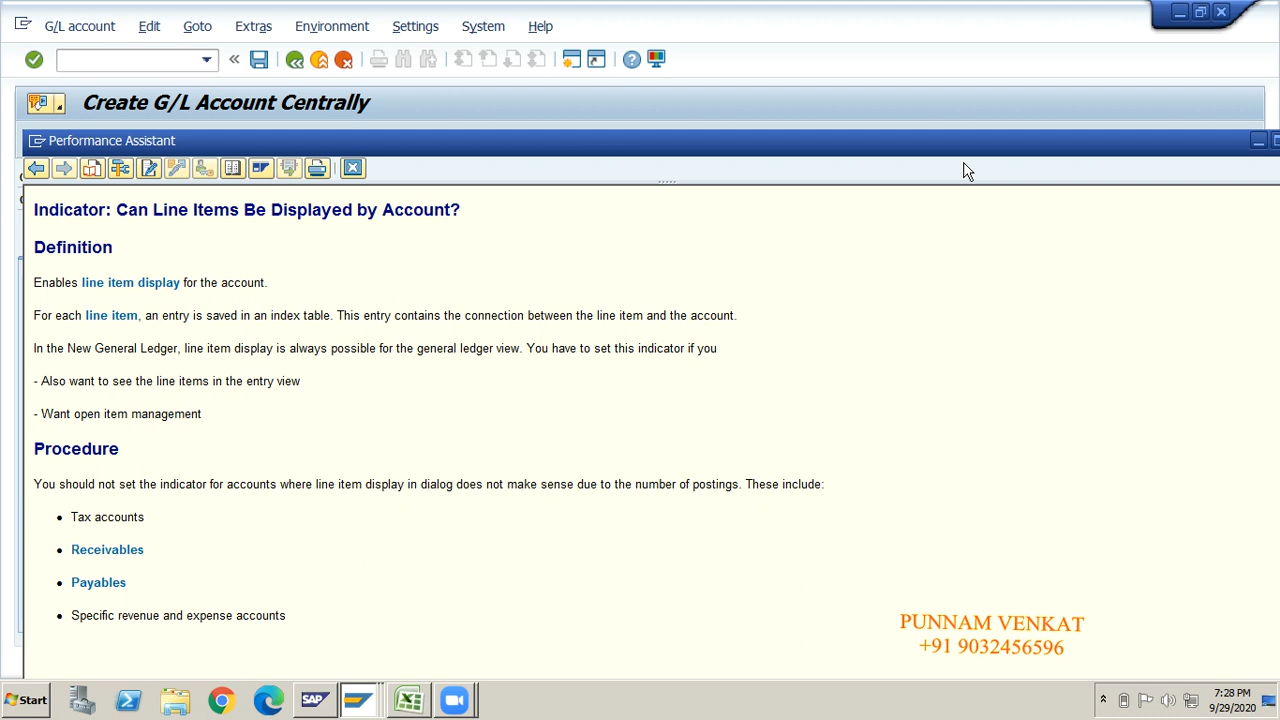 G/L account Edit Goto Extras Environment Settings System Help
Create G/L Account Centrally
Performance Assistant
Indicator: Can Line Items Be Displayed by Account?
Definition
Enables line item display for the account.
For each line item, an entry is saved in an index table. This entry contains the connection between the line item and the account.
In the New General Ledger, line item display is always possible for the general ledger view. You have to set this indicator if you
- Also want to see the line items in the entry view
- Want open item management
Procedure
You should not set the indicator for accounts where line item display in dialog does not make sense due to the number of postings. These include:
• Tax accounts
• Receivables
• Payables
• Specific revenue and expense accounts
PUNNAM VENKAT
+91 9032456596
Start
SAP
7:28 PM
9/29/2020